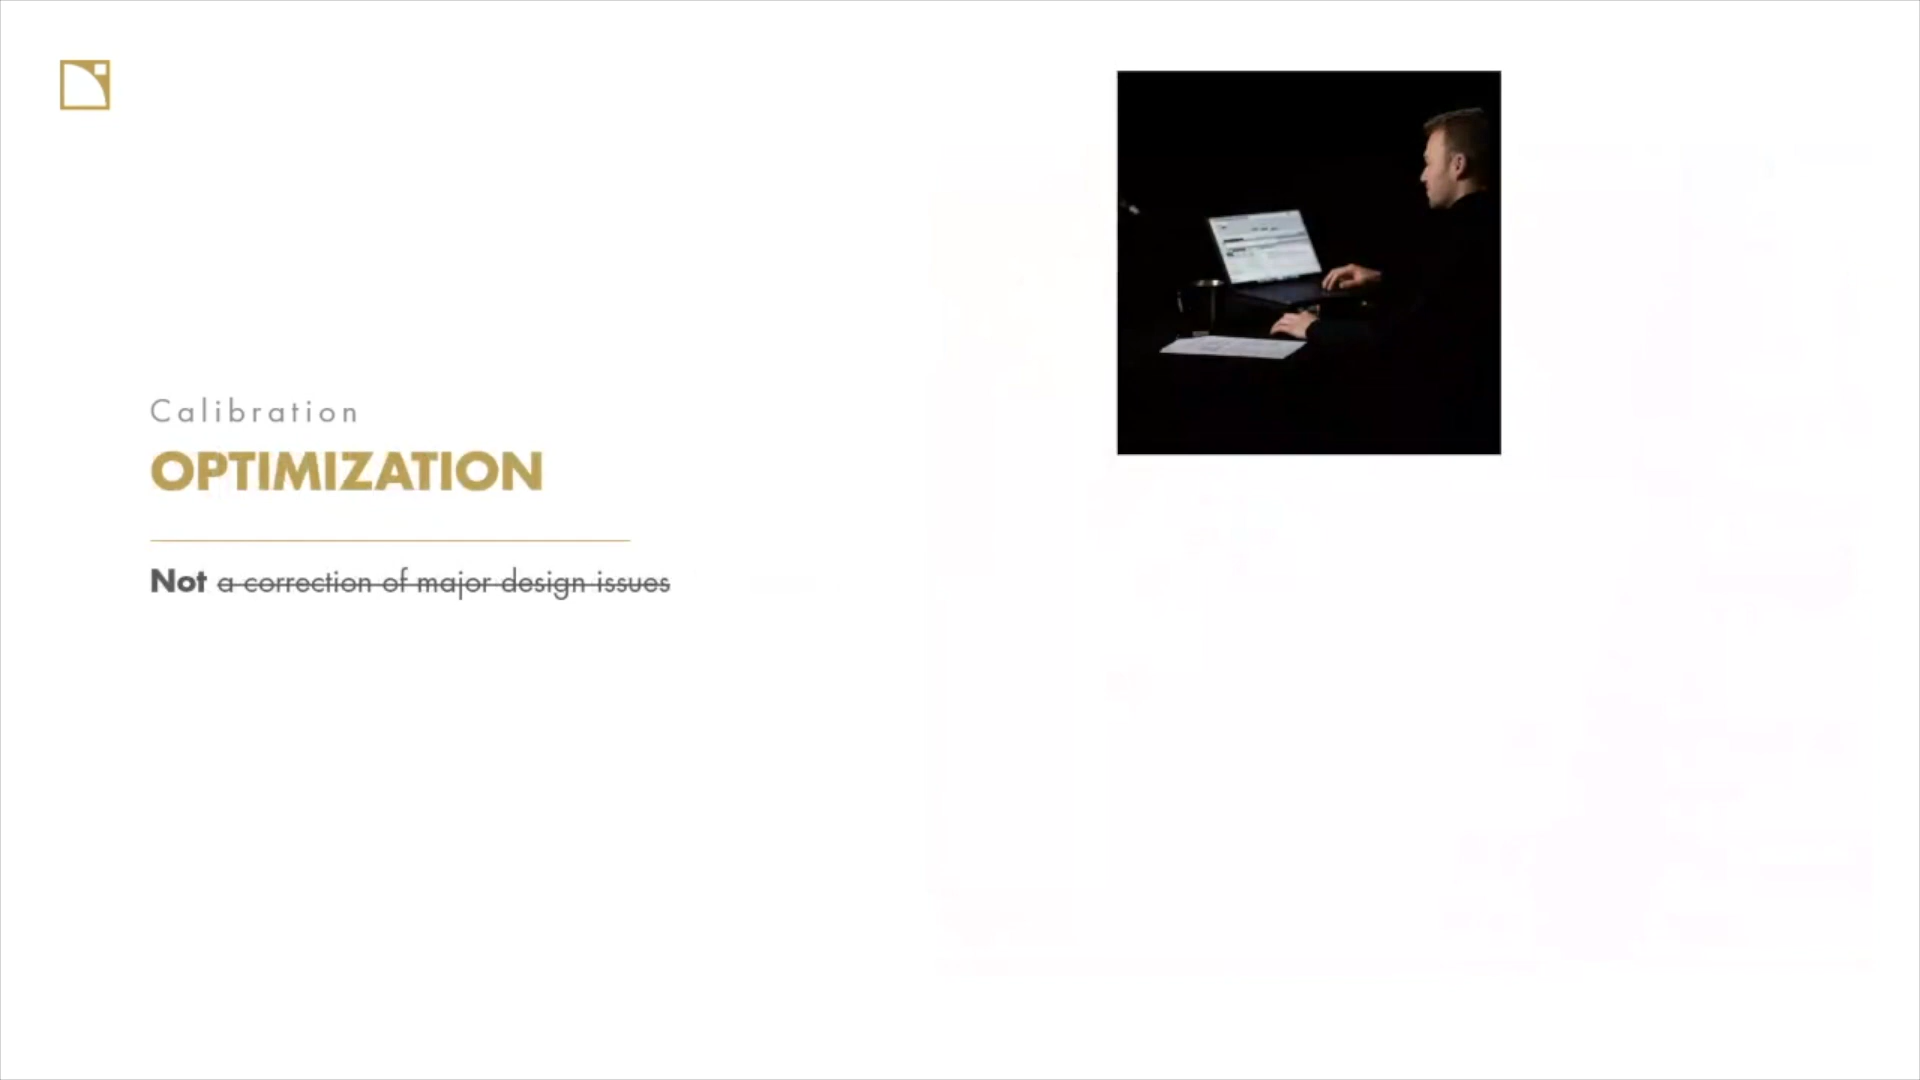 Calibration
OPTIMIZATION
Not a correction of major design issues